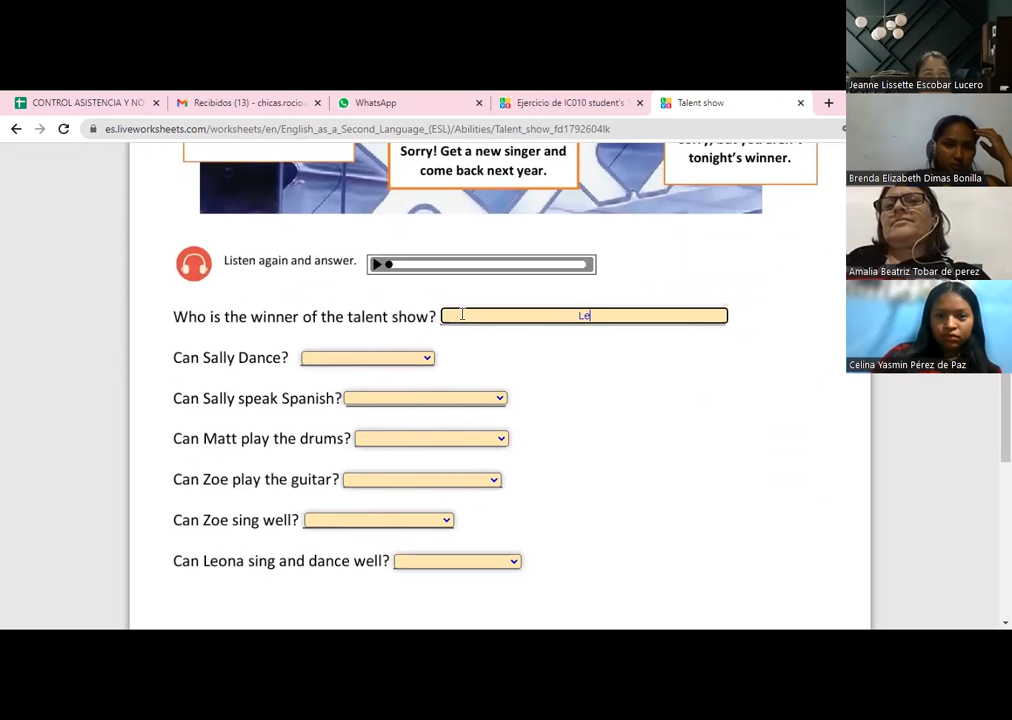 Jeanne Lissette Escobar Lucero
CONTROL ASISTENCIA Y NO
Recibidos (13) - chicas.rocio
WhatsApp
Ejercicio de IC010 student's
Talent show
es.liveworksheets.com/worksheets/en/English_as_a_Second_Language_(ESL)/Abilities/Talent_show_fd1792604lk
Sorry! Get a new singer and
come back next year.
tonight's winner.
Brenda Elizabeth Dimas Bonilla
Amalia Beatriz Tobar de perez
Celina Yasmin Pérez de Paz
Listen again and answer.
Who is the winner of the talent show? Le
Can Sally Dance?
Can Sally speak Spanish?
Can Matt play the drums?
Can Zoe play the guitar?
Can Zoe sing well?
Can Leona sing and dance well?